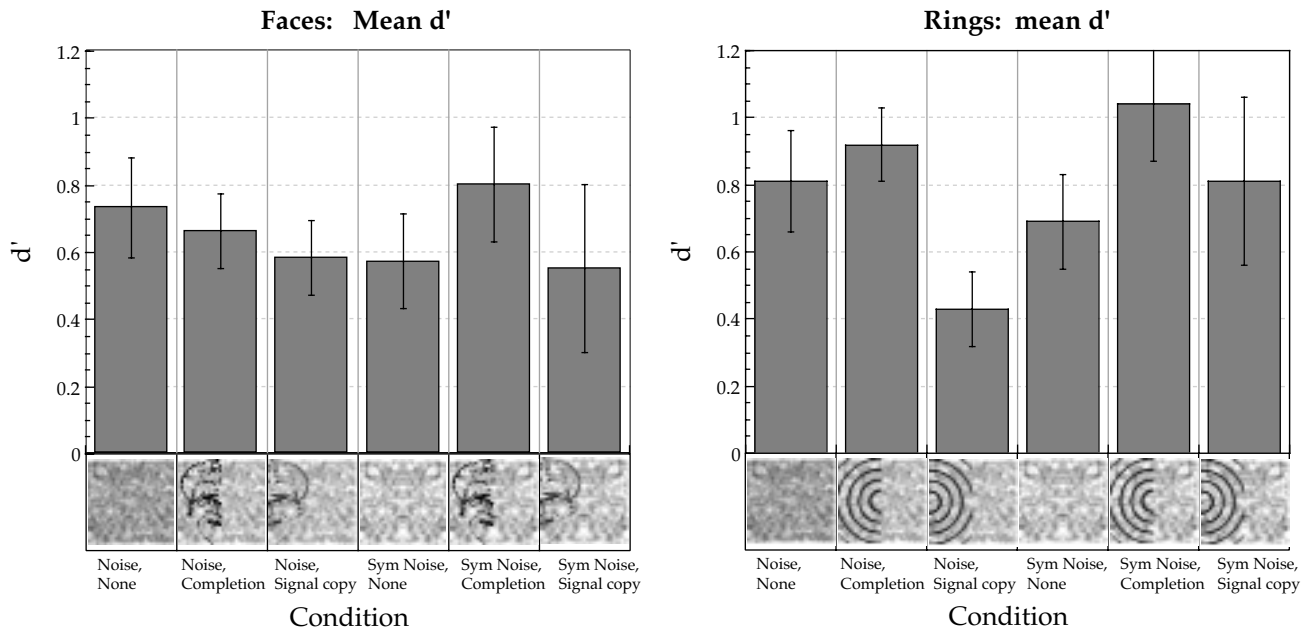 Faces:   Mean d'
1.2
1
0.8
0.6
0.4
0.2
0
d'
Noise,
None
Noise,
Completion
Noise,
Signal copy
Sym Noise,
None
Sym Noise,
Completion
Sym Noise,
Signal copy
Condition
Rings:  mean d'
1.2
1
0.8
0.6
0.4
0.2
0
d'
Noise,
None
Noise,
Completion
Noise,
Signal copy
Sym Noise,
None
Sym Noise,
Completion
Sym Noise,
Signal copy
Condition